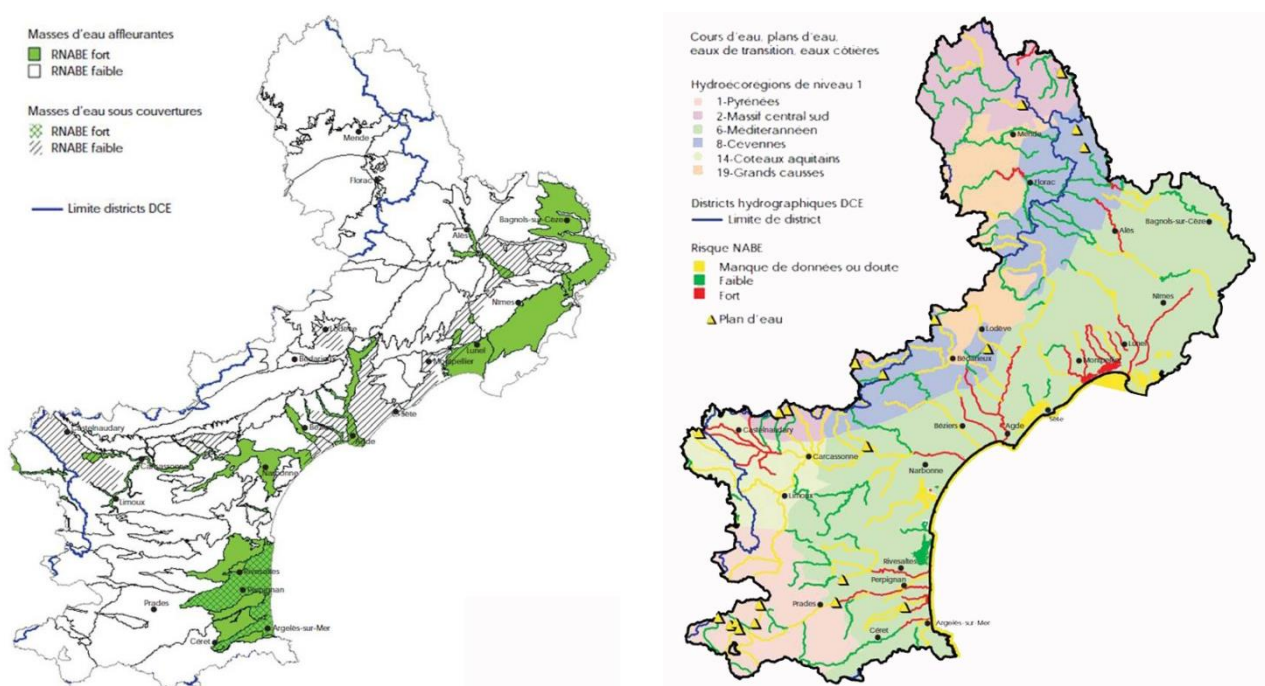 Masses d'eau affleurantes
RNABE fort
RNABE faible
Masses d'eau sous couvertures
RNABE fort
RNABE faible
Limite districts DCE
Mende
Florac
Bagnols-sur-Cèze
Alès
Nîmes
Lodève
Lunel
Bédarieux
Montpellier
Sète
Castelnaudary
Béziers
Agde
Carcassonne
Narbonne
Limoux
Rivesaltes
Perpignan
Prades
Argelès-sur-Mer
Céret
Cours d'eau, plans d'eau,
eaux de transition, eaux côtières
Hydroecoregions de niveau 1
1-Pyrénées
2-Massif central sud
6-Méditerannéen
8-Cevennes
14-Coteaux aquitains
19-Grands causses
Districts hydrographiques DCE
Limite de district
Risque NABE
Manque de données ou doute
Faible
Fort
Plan d'eau
Mende
Florac
Alès
Bagnols-sur-Cèze
Nîmes
Lodève
Lunel
Bédarieux
Montpellier
Sète
Castelnaudary
Béziers
Agde
Carcassonne
Narbonne
Limoux
Rivesaltes
Perpignan
Prades
Argelès-sur-Mer
Céret